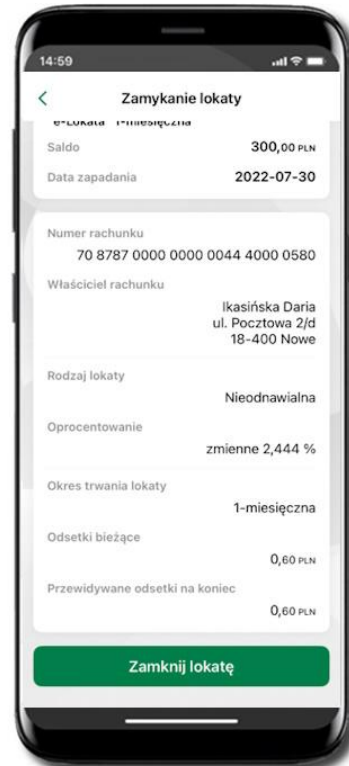 14:59
Zamykanie lokaty
e-Lokata 1-miesięczna
Saldo 300,00 PLN
Data zapadania 2022-07-30
Numer rachunku
70 8787 0000 0000 0044 4000 0580
Właściciel rachunku
Ikasińska Daria
ul. Pocztowa 2/d
18-400 Nowe
Rodzaj lokaty
Nieodnawialna
Oprocentowanie
zmienne 2,444 %
Okres trwania lokaty
1-miesięczna
Odsetki bieżące
0,60 PLN
Przewidywane odsetki na koniec
0,60 PLN
Zamknij lokatę